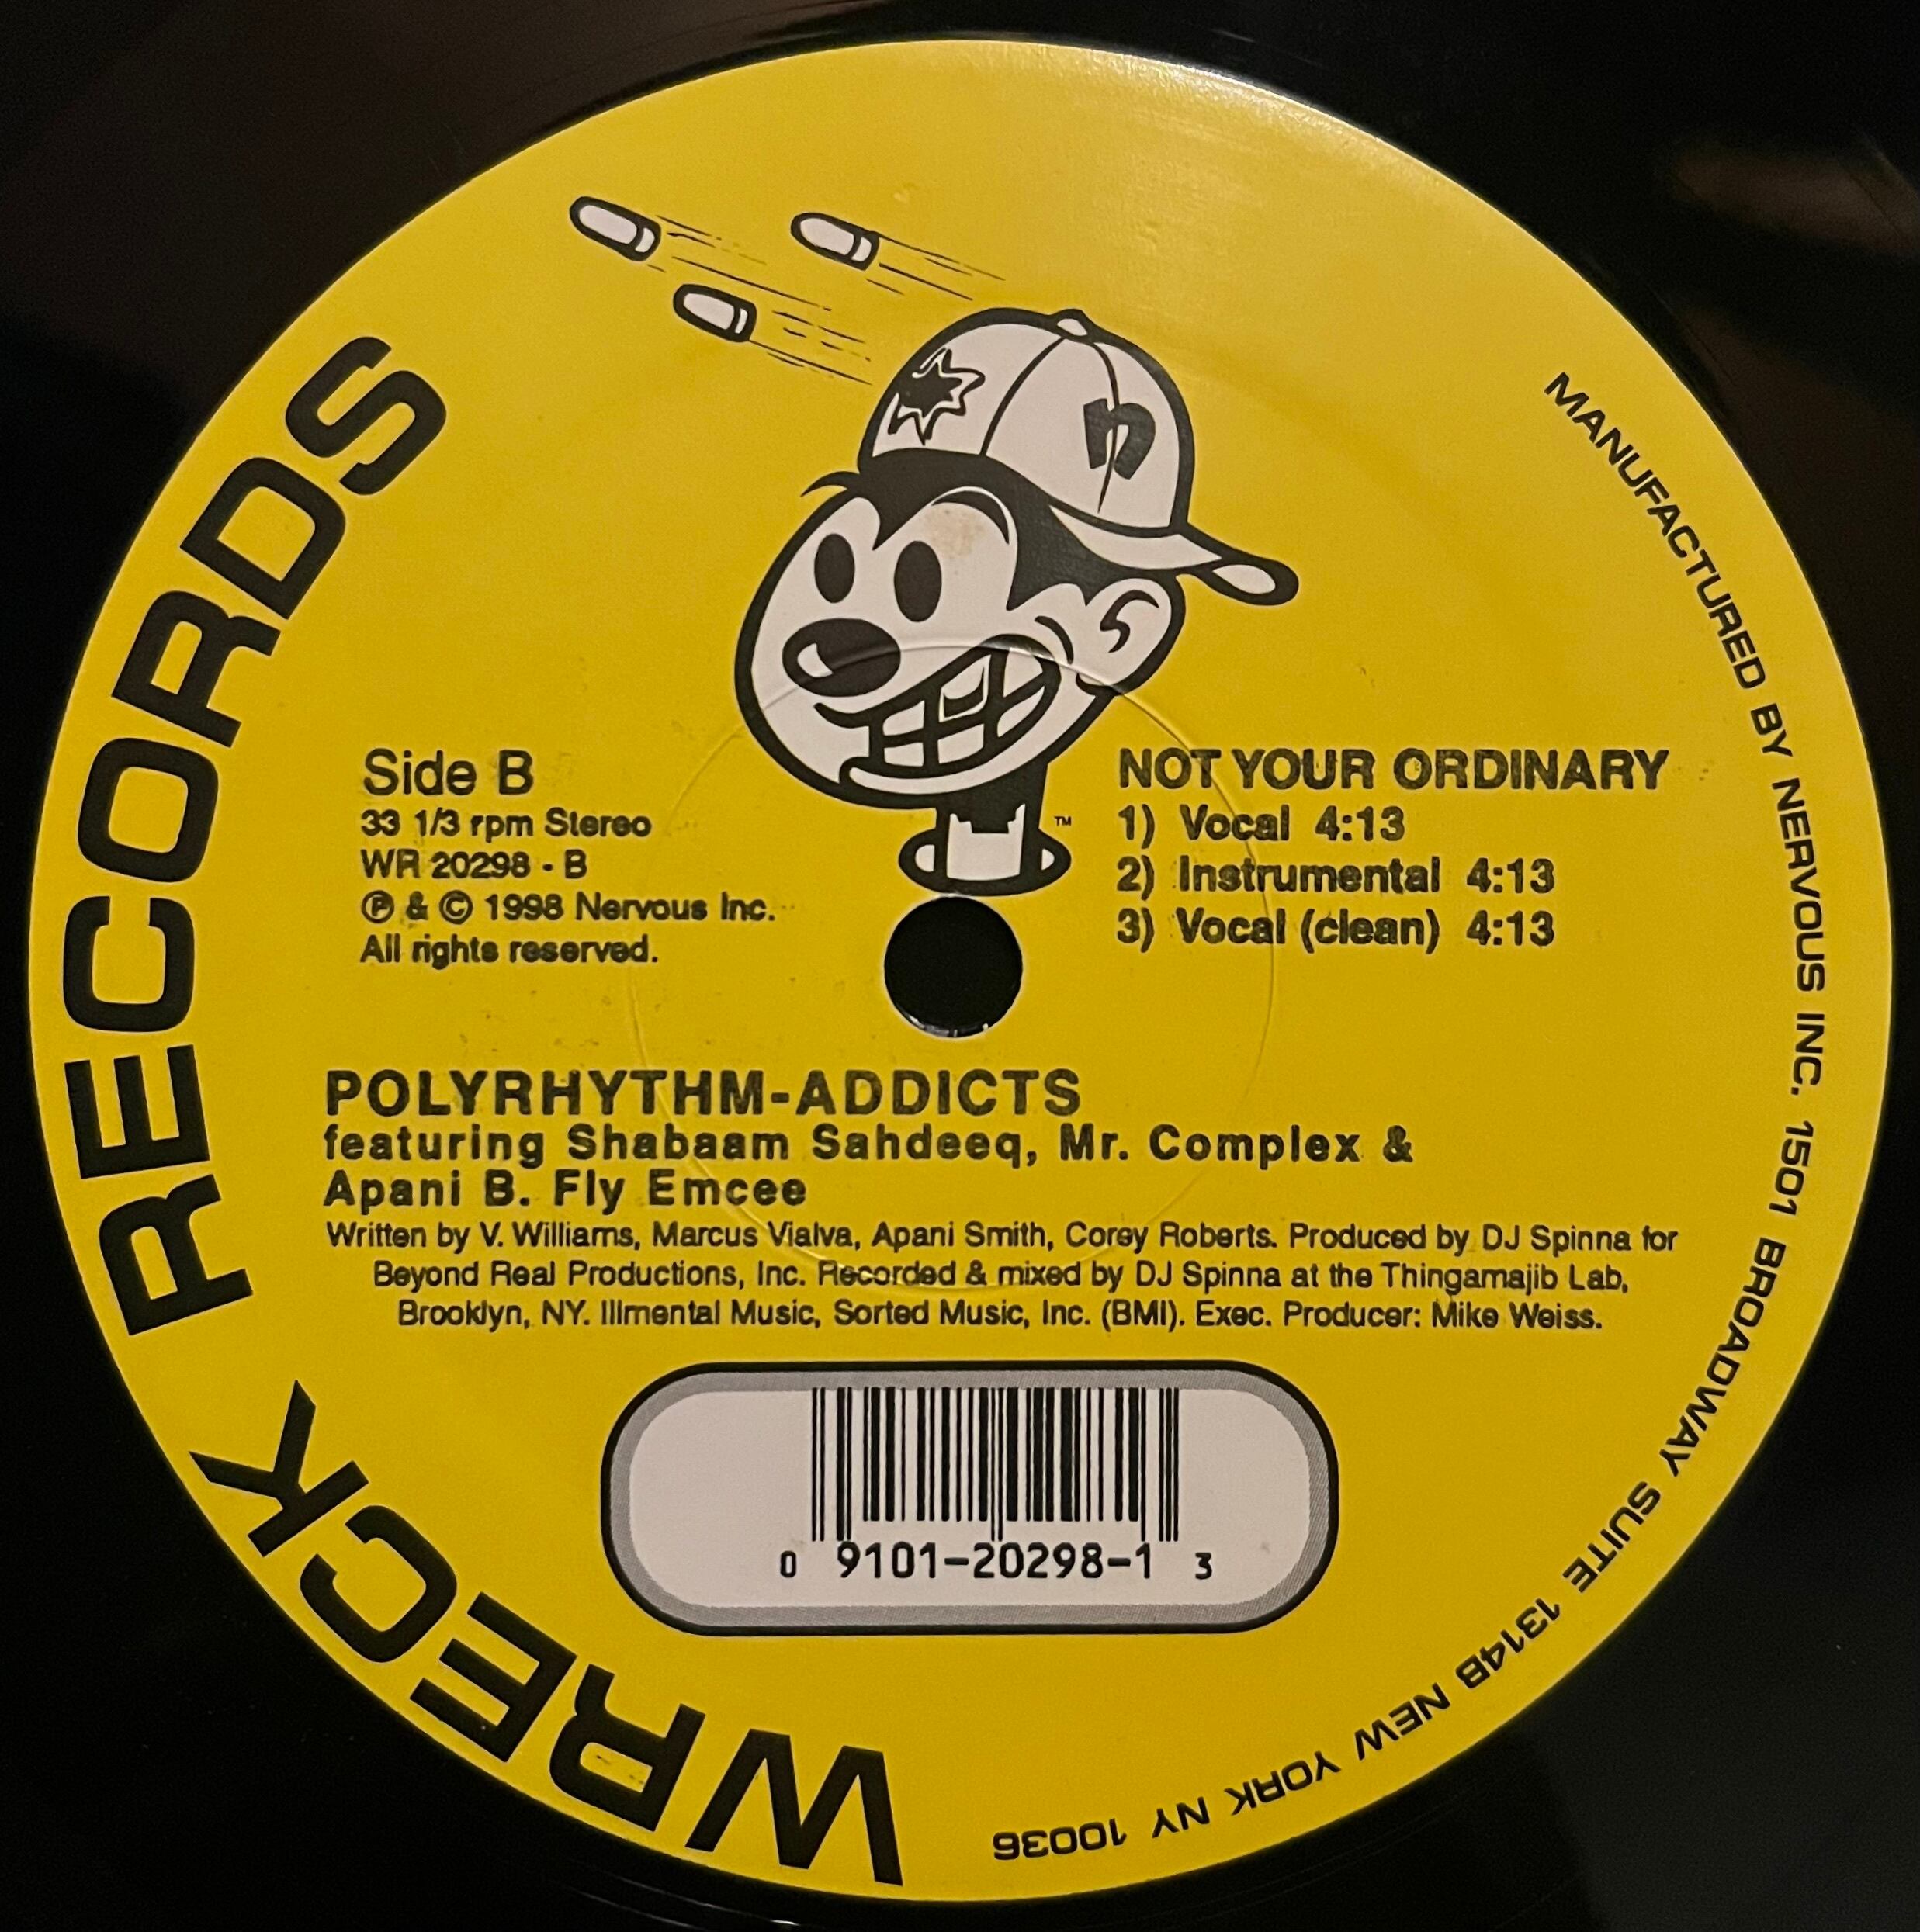 WRECK RECORDS
n
TM
Side B
33 1/3 rpm Stereo
WR 20298 - B
Ⓟ & © 1998 Nervous Inc.
All rights reserved.
NOT YOUR ORDINARY
1) Vocal 4:13
2) Instrumental 4:13
3) Vocal (clean) 4:13
POLYRHYTHM-ADDICTS
featuring Shabaam Sahdeeq, Mr. Complex &
Apani B. Fly Emcee
Written by V. Williams, Marcus Vialva, Apani Smith, Corey Roberts. Produced by DJ Spinna for
Beyond Real Productions, Inc. Recorded & mixed by DJ Spinna at the Thingamajib Lab,
Brooklyn, NY. Illmental Music, Sorted Music, Inc. (BMI). Exec. Producer: Mike Weiss.
0 9101-20298-1 3
MANUFACTURED BY NERVOUS INC. 1501 BROADWAY SUITE 1314B NEW YORK NY 10036